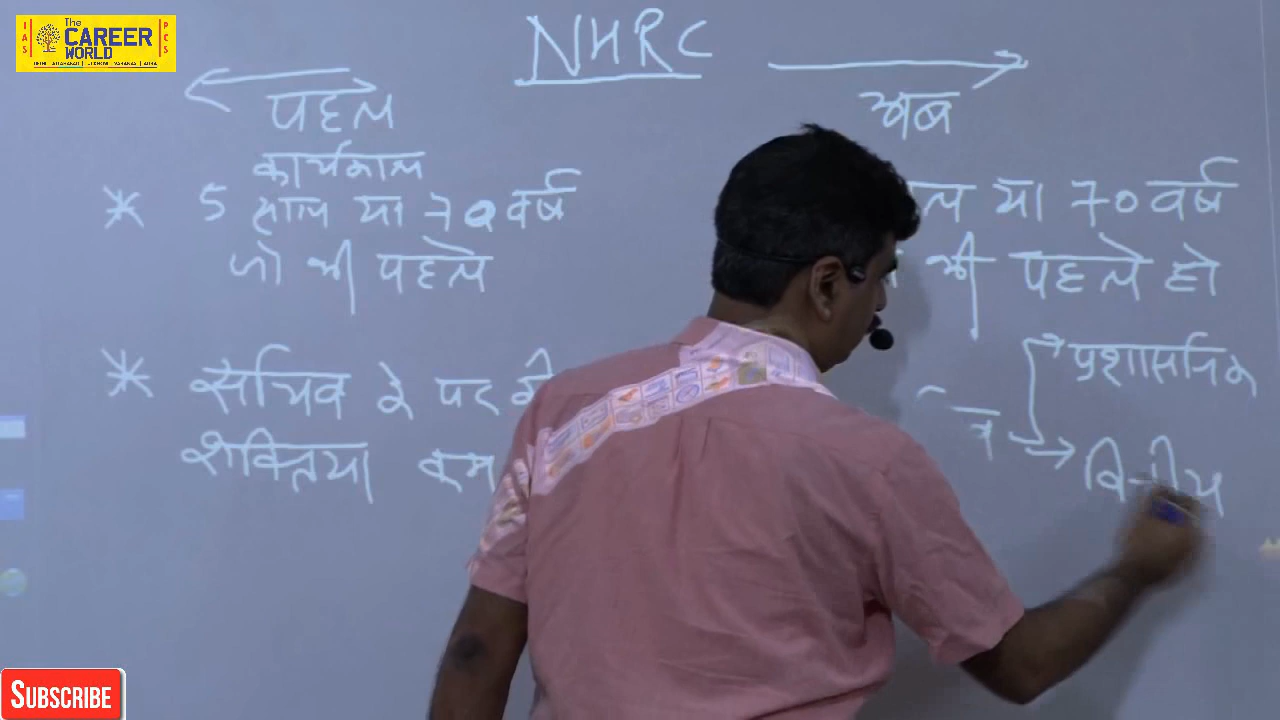 IAS
The
CAREER
WORLD
PCS
NHRC
पहले
अब
कार्यकाल
* 5 साल या 70 वर्ष
जो भी पहले
ल या 70 वर्ष
भी पहले हो
* सचिव के पद की
शक्तिया कम
प्रशासनिक
वित्तीय
SUBSCRIBE